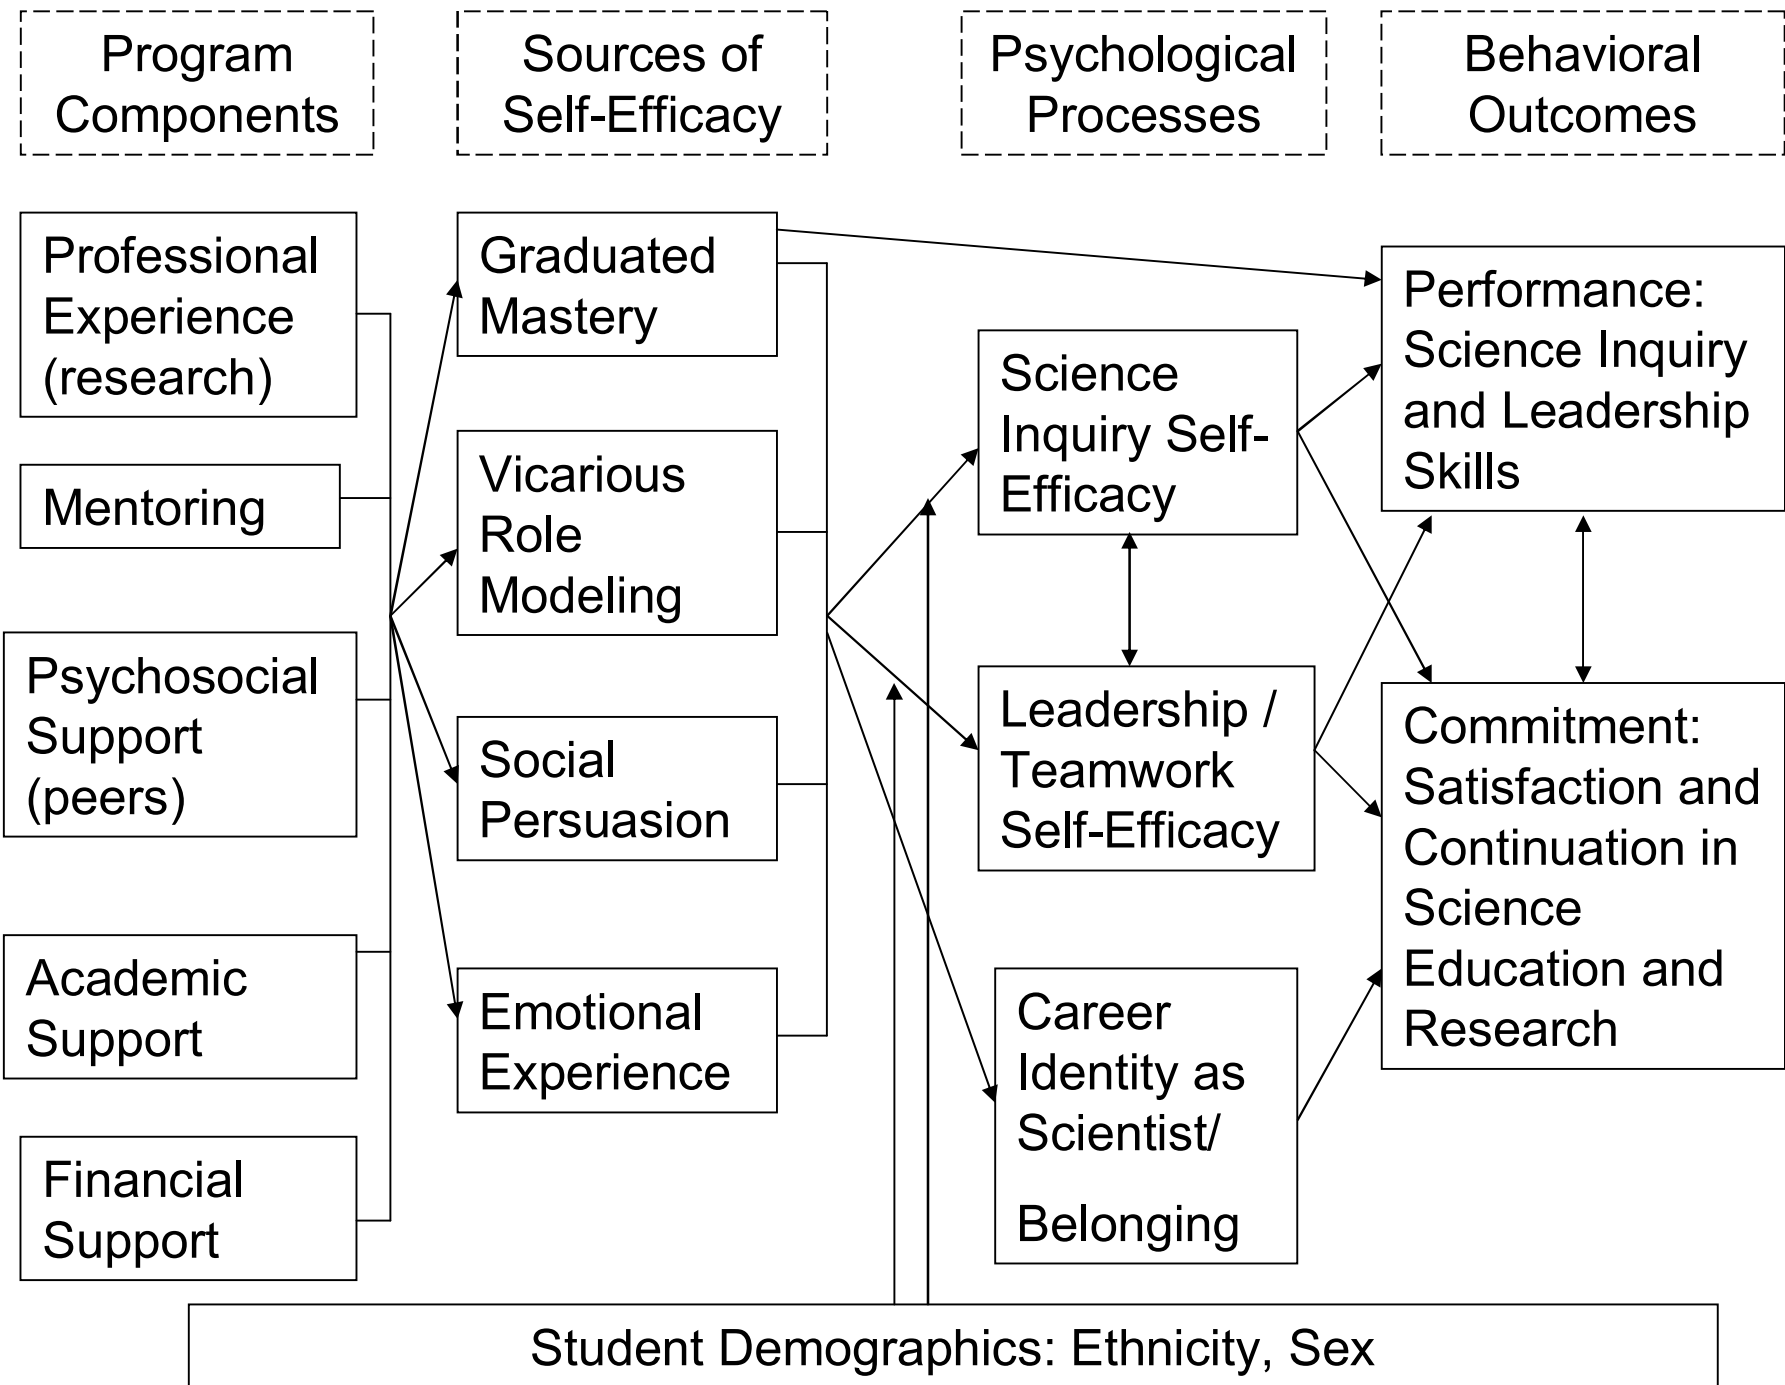 Program
Components
Sources of
Self-Efficacy
Psychological
Processes
Behavioral
Outcomes
Professional
Experience
(research)
Mentoring
Psychosocial
Support
(peers)
Academic
Support
Financial
Support
Graduated
Mastery
Vicarious
Role
Modeling
Social
Persuasion
Emotional
Experience
Science
Inquiry Self-
Efficacy
Leadership /
Teamwork
Self-Efficacy
Career
Identity as
Scientist/
Belonging
Performance:
Science Inquiry
and Leadership
Skills
Commitment:
Satisfaction and
Continuation in
Science
Education and
Research
Student Demographics: Ethnicity, Sex